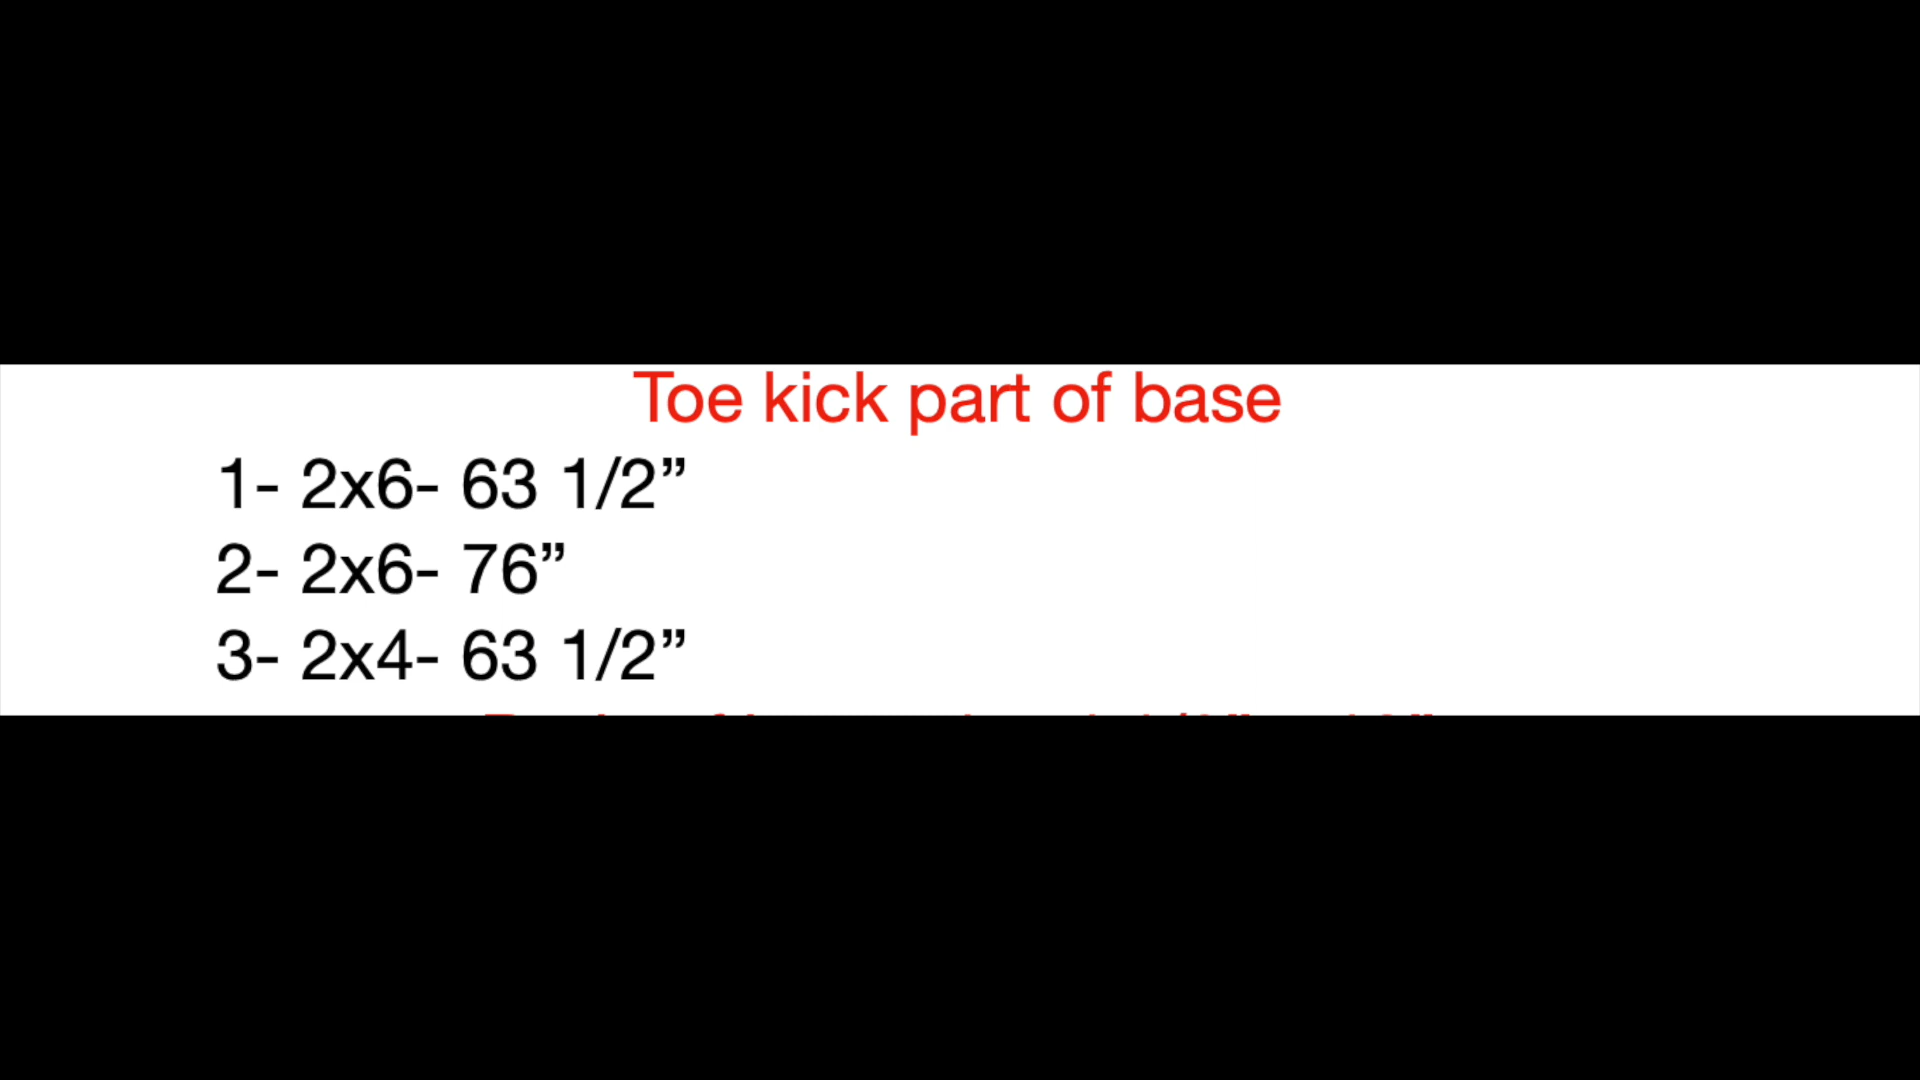 Toe kick part of base
1- 2x6- 63 1/2”
2- 2x6- 76”
3- 2x4- 63 1/2”